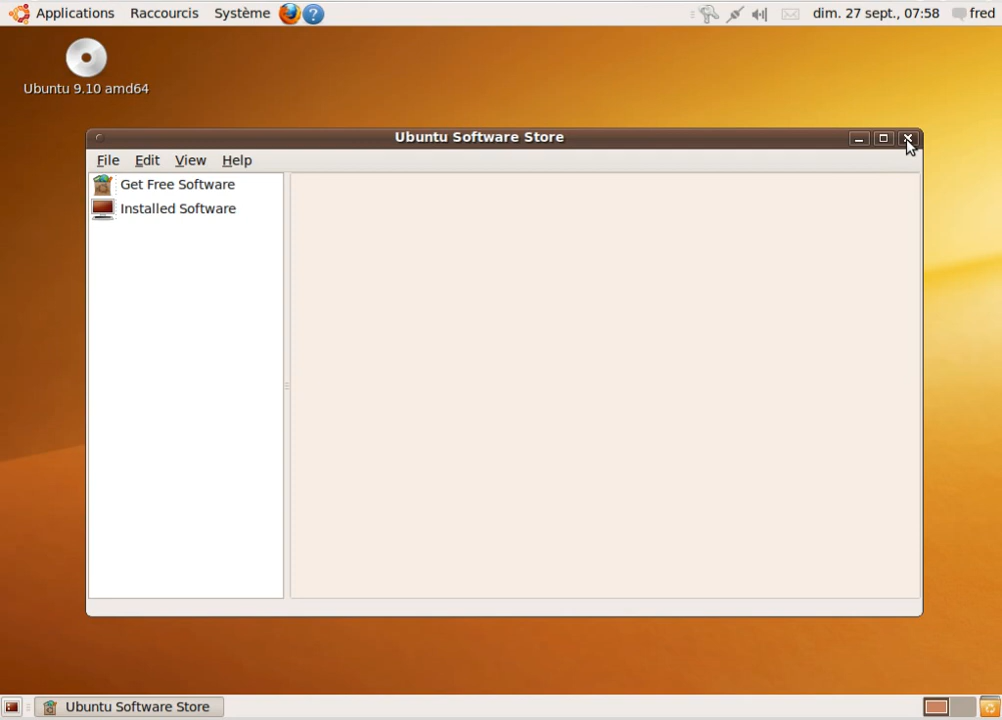 Applications Raccourcis Système
dim. 27 sept., 07:58 fred
Ubuntu 9.10 amd64
Ubuntu Software Store
File Edit View Help
Get Free Software
Installed Software
Ubuntu Software Store